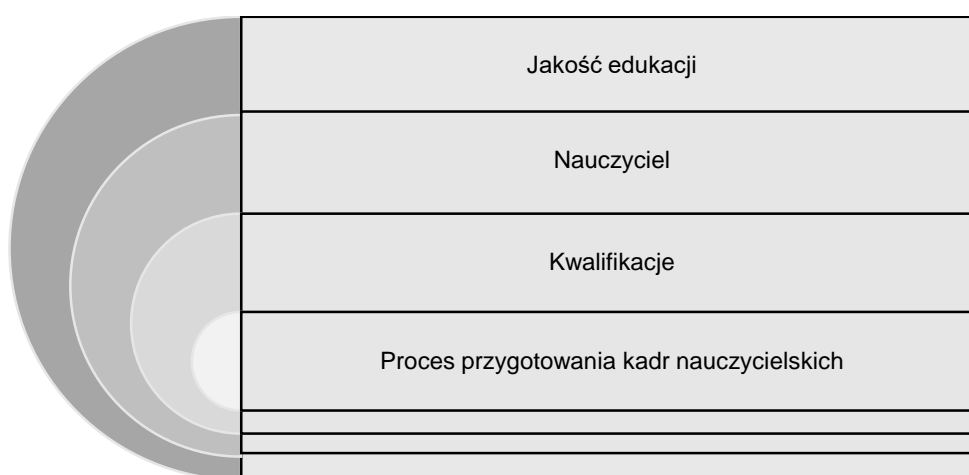 Jakość edukacji
Nauczyciel
Kwalifikacje
Proces przygotowania kadr nauczycielskich